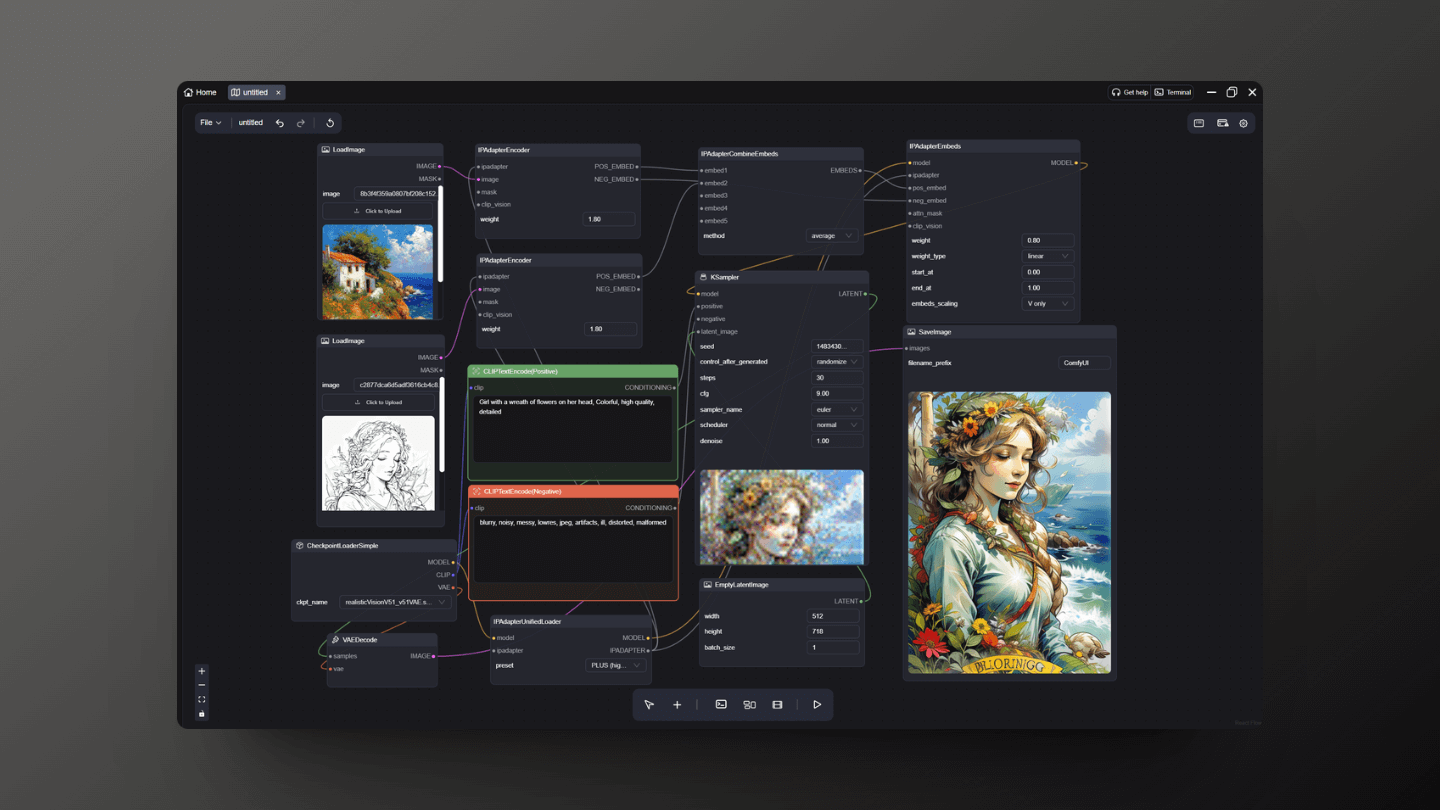 Home
untitled
×
Get help
Terminal
File
untitled
LoadImage
IMAGE
MASK
image
8b3f4f359a0807bf208c152
Click to Upload
LoadImage
IMAGE
MASK
image
c2877dca6d5adf3616cb4c8
Click to Upload
CheckpointLoaderSimple
MODEL
CLIP
VAE
ckpt_name
realisticVisionV51_v51VAE.s...
VAEDecode
samples
IMAGE
vae
IPAdapterEncoder
ipadapter
POS_EMBED
image
NEG_EMBED
mask
clip_vision
weight
1.80
IPAdapterEncoder
ipadapter
POS_EMBED
image
NEG_EMBED
mask
clip_vision
weight
1.80
CLIPTextEncode(Positive)
clip
CONDITIONING
Girl with a wreath of flowers on her head, Colorful, high quality,
detailed
CLIPTextEncode(Negative)
clip
CONDITIONING
blurry, noisy, messy, lowres, jpeg, artifacts, ill, distorted, malformed
IPAdapterUnifiedLoader
model
MODEL
ipadapter
IPADAPTER
preset
PLUS (hig...
IPAdapterCombineEmbeds
embed1
EMBEDS
embed2
embed3
embed4
embed5
method
average
KSampler
model
LATENT
positive
negative
latent_image
seed
1483430...
control_after_generated
randomize
steps
30
cfg
9.00
sampler_name
euler
scheduler
normal
denoise
1.00
EmptyLatentImage
LATENT
width
512
height
718
batch_size
1
IPAdapterEmbeds
model
MODEL
ipadapter
pos_embed
neg_embed
attn_mask
clip_vision
weight
0.80
weight_type
linear
start_at
0.00
end_at
1.00
embeds_scaling
V only
SaveImage
images
filename_prefix
ComfyUI